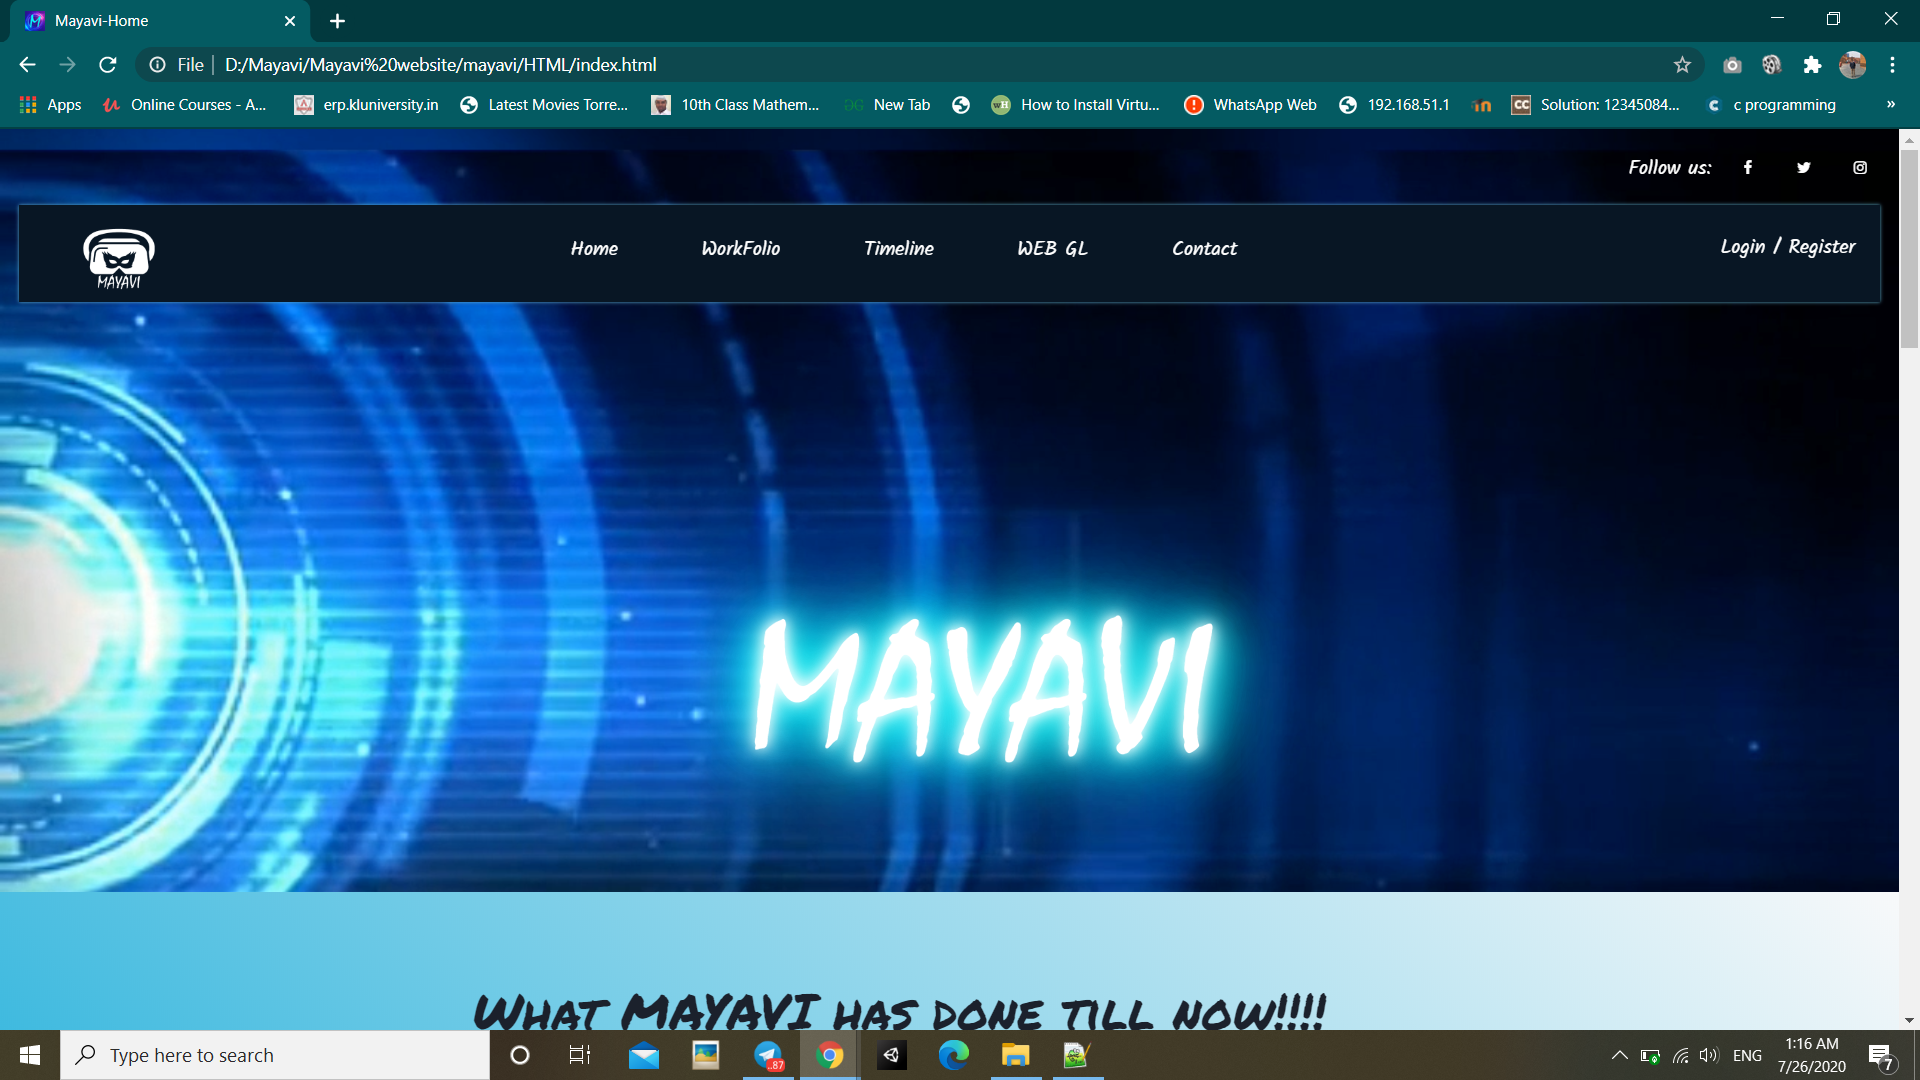 Mayavi-Home
File
D:/Mayavi/Mayavi%20website/mayavi/HTML/index.html
Apps
Online Courses - A...
erp.kluniversity.in
Latest Movies Torre...
10th Class Mathem...
New Tab
How to Install Virtu...
WhatsApp Web
192.168.51.1
Solution: 12345084...
c programming
Follow us:
MAYAVI
Home
WorkFolio
Timeline
WEB GL
Contact
Login / Register
MAYAVI
What MAYAVI has done till now!!!!
Type here to search
..87
ENG
1:16 AM
7/26/2020
7